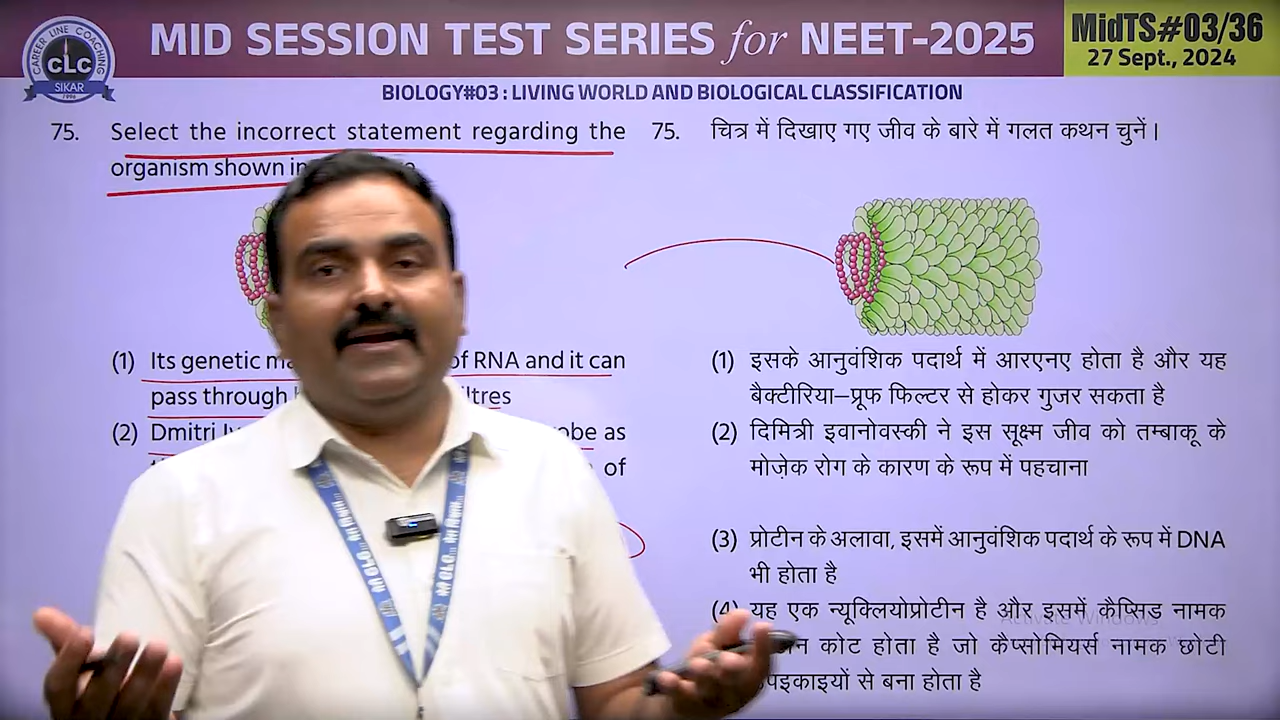 CAREER LINE COACHING
CLC
SIKAR
MID SESSION TEST SERIES for NEET-2025
MidTS#03/36
27 Sept., 2024
BIOLOGY#03 : LIVING WORLD AND BIOLOGICAL CLASSIFICATION
75. Select the incorrect statement regarding the
organism shown in
(1) Its genetic of RNA and it can
pass through
(2) Dmitri as
of
75. चित्र में दिखाए गए जीव के बारे में गलत कथन चुनें।
(1) इसके आनुवंशिक पदार्थ में आरएनए होता है और यह
बैक्टीरिया–प्रूफ फिल्टर से होकर गुजर सकता है
(2) दिमित्री इवानोवस्की ने इस सूक्ष्म जीव को तम्बाकू के
मोज़ेक रोग के कारण के रूप में पहचाना
(3) प्रोटीन के अलावा, इसमें आनुवंशिक पदार्थ के रूप में DNA
भी होता है
(4) यह एक न्यूक्लियोप्रोटीन है और इसमें कैप्सिड नामक
कोट होता है जो कैप्सोमियर्स नामक छोटी
से बना होता है
Activate Windows